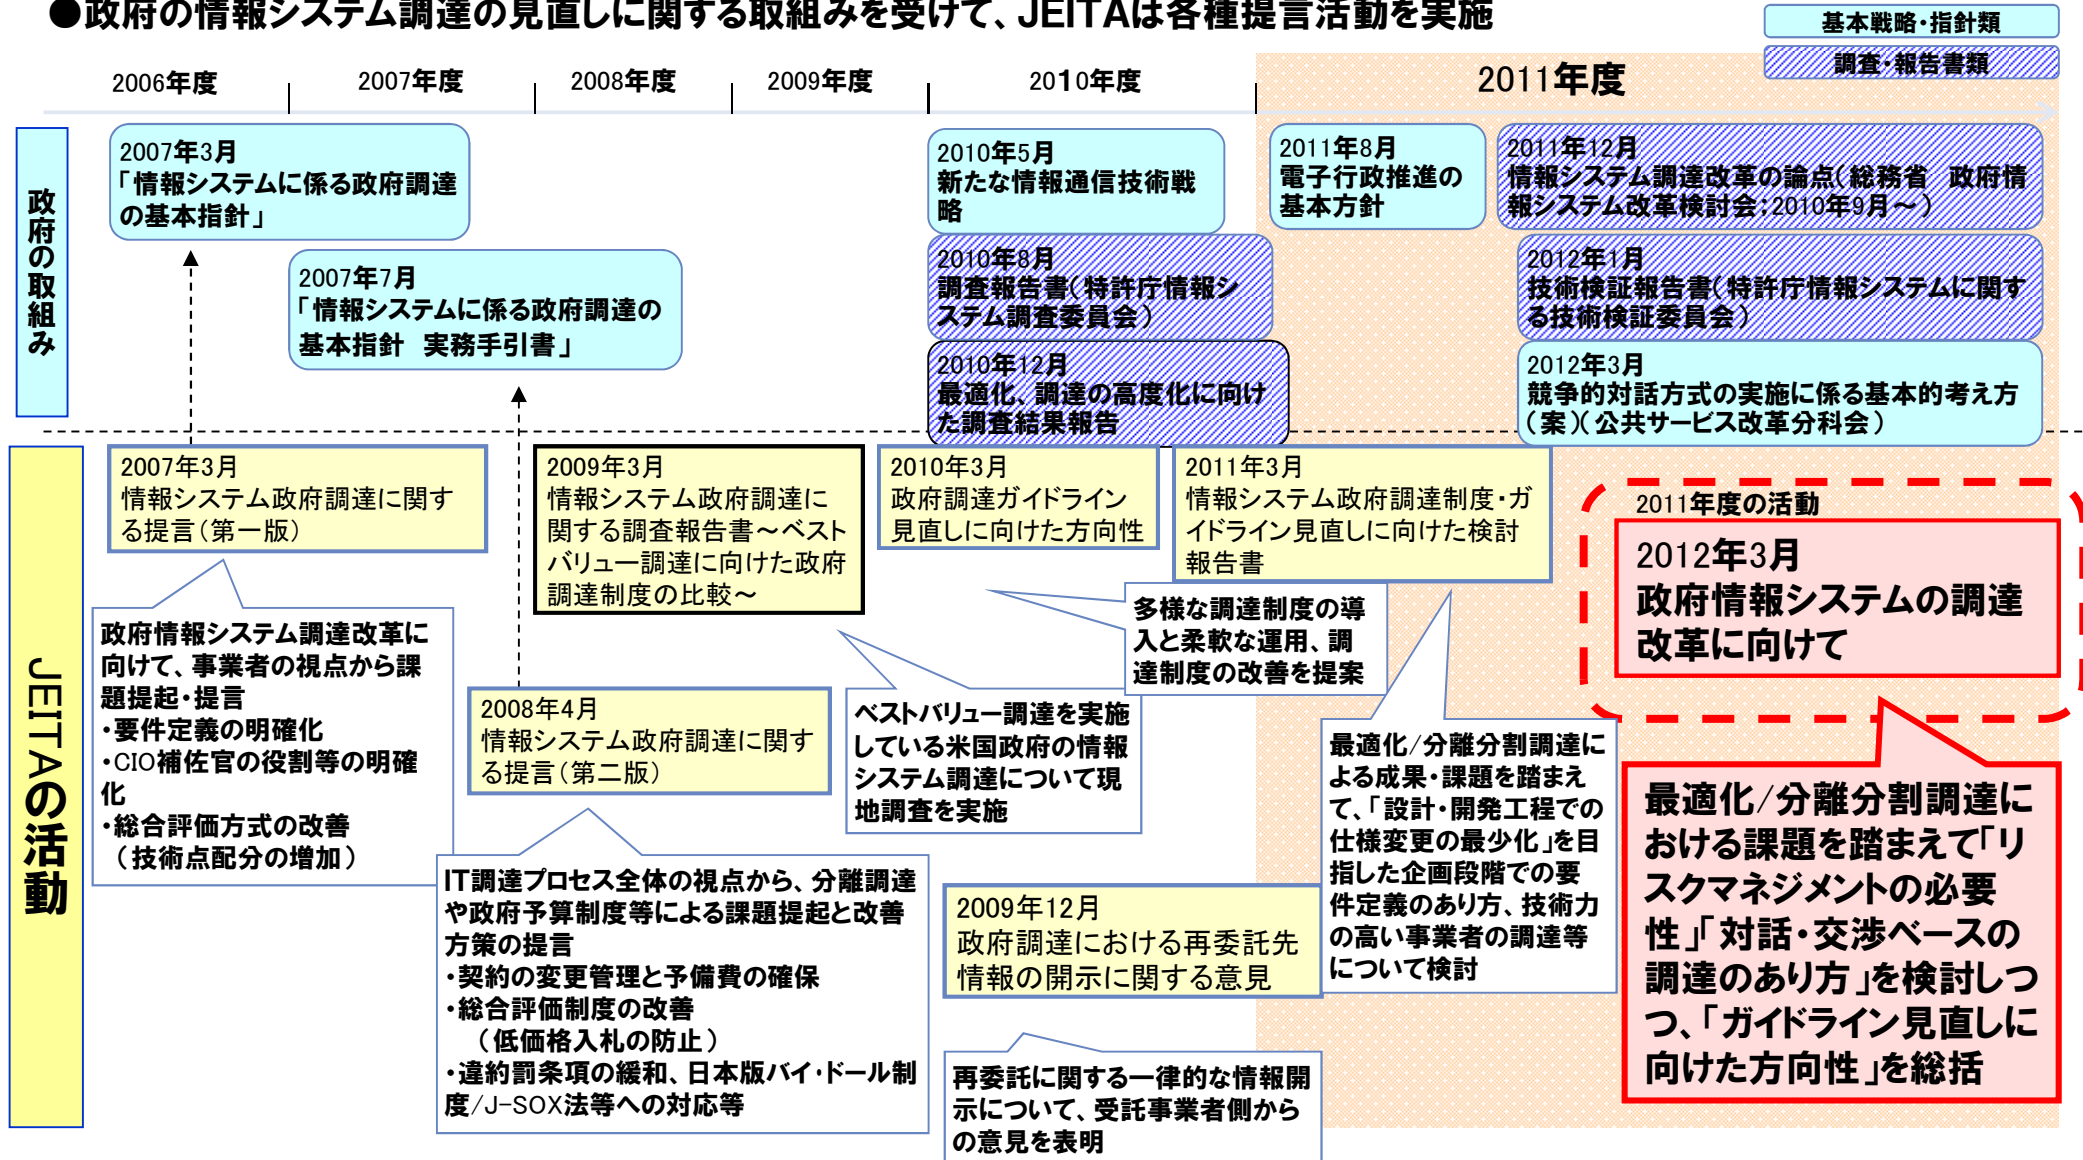 ●政府の情報システム調達の見直しに関する取組みを受けて、JEITAは各種提言活動を実施
基本戦略・指針類
調査・報告書類
2006年度
2007年度
2008年度
2009年度
2010年度
2011年度
政府の取組み
2007年3月
「情報システムに係る政府調達
の基本指針」
2007年7月
「情報システムに係る政府調達の
基本指針　実務手引書」
2010年5月
新たな情報通信技術戦
略
2010年8月
調査報告書（特許庁情報シ
ステム調査委員会）
2010年12月
最適化、調達の高度化に向け
た調査結果報告
2011年8月
電子行政推進の
基本方針
2011年12月
情報システム調達改革の論点（総務省　政府情
報システム改革検討会；2010年9月～）
2012年1月
技術検証報告書（特許庁情報システムに関す
る技術検証委員会）
2012年3月
競争的対話方式の実施に係る基本的考え方
（案）（公共サービス改革分科会）
JEITAの活動
2007年3月
情報システム政府調達に関す
る提言（第一版）
政府情報システム調達改革に
向けて、事業者の視点から課
題提起・提言
・要件定義の明確化
・CIO補佐官の役割等の明確
化
・総合評価方式の改善
（技術点配分の増加）
2008年4月
情報システム政府調達に関す
る提言（第二版）
IT調達プロセス全体の視点から、分離調達
や政府予算制度等による課題提起と改善
方策の提言
・契約の変更管理と予備費の確保
・総合評価制度の改善
（低価格入札の防止）
・違約罰条項の緩和、日本版バイ・ドール制
度/J-SOX法等への対応等
2009年3月
情報システム政府調達に
関する調査報告書～ベスト
バリュー調達に向けた政府
調達制度の比較～
ベストバリュー調達を実施
している米国政府の情報
システム調達について現
地調査を実施
2009年12月
政府調達における再委託先
情報の開示に関する意見
再委託に関する一律的な情報開
示について、受託事業者側から
の意見を表明
2010年3月
政府調達ガイドライン
見直しに向けた方向性
多様な調達制度の導
入と柔軟な運用、調
達制度の改善を提案
2011年3月
情報システム政府調達制度・ガ
イドライン見直しに向けた検討
報告書
最適化/分離分割調達に
よる成果・課題を踏まえ
て、「設計・開発工程での
仕様変更の最少化」を目
指した企画段階での要
件定義のあり方、技術力
の高い事業者の調達等
について検討
2011年度の活動
2012年3月
政府情報システムの調達
改革に向けて
最適化/分離分割調達に
おける課題を踏まえて「リ
スクマネジメントの必要
性」「対話・交渉ベースの
調達のあり方」を検討しつ
つ、「ガイドライン見直しに
向けた方向性」を総括